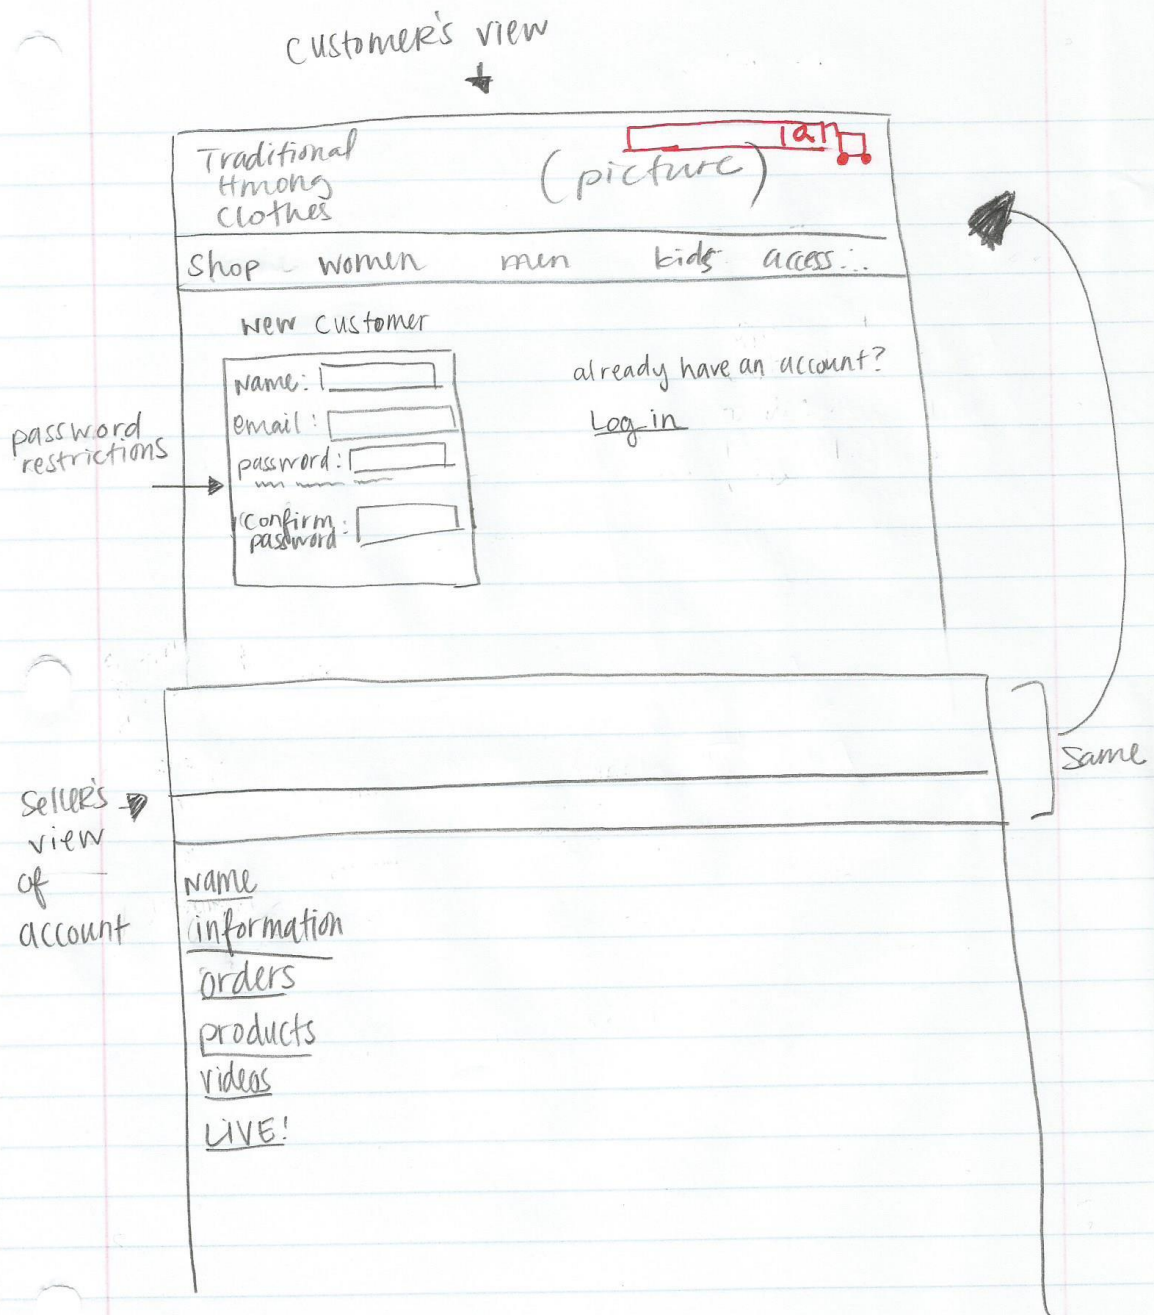 customer's view
Traditional
Hmong
Clothes
(picture)
Shop women men kids access...
New customer
Name:
email:
password:
confirm
password:
already have an account?
Log in
password
restrictions
same
seller's
view
of
account
Name
information
orders
products
videos
LIVE!